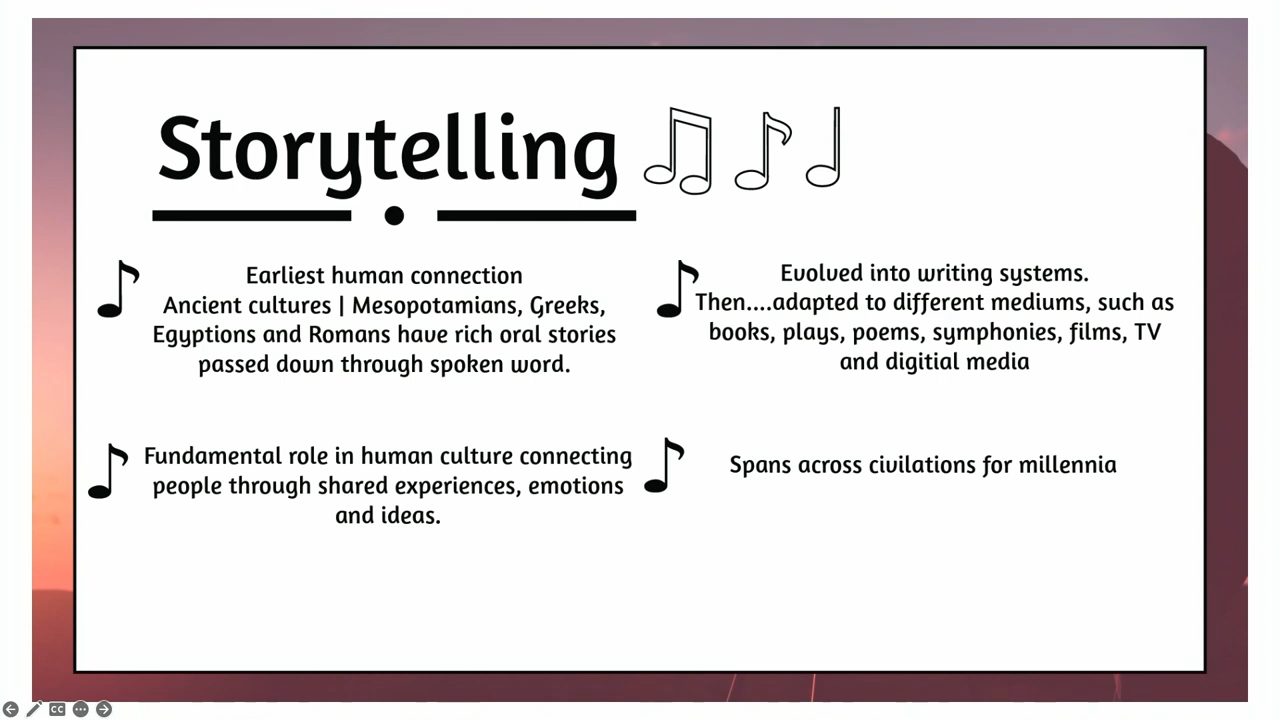 Storytelling
Earliest human connection
Ancient cultures | Mesopotamians, Greeks,
Egyptions and Romans have rich oral stories
passed down through spoken word.
Evolved into writing systems.
Then....adapted to different mediums, such as
books, plays, poems, symphonies, films, TV
and digitial media
Fundamental role in human culture connecting
people through shared experiences, emotions
and ideas.
Spans across civilations for millennia
CC